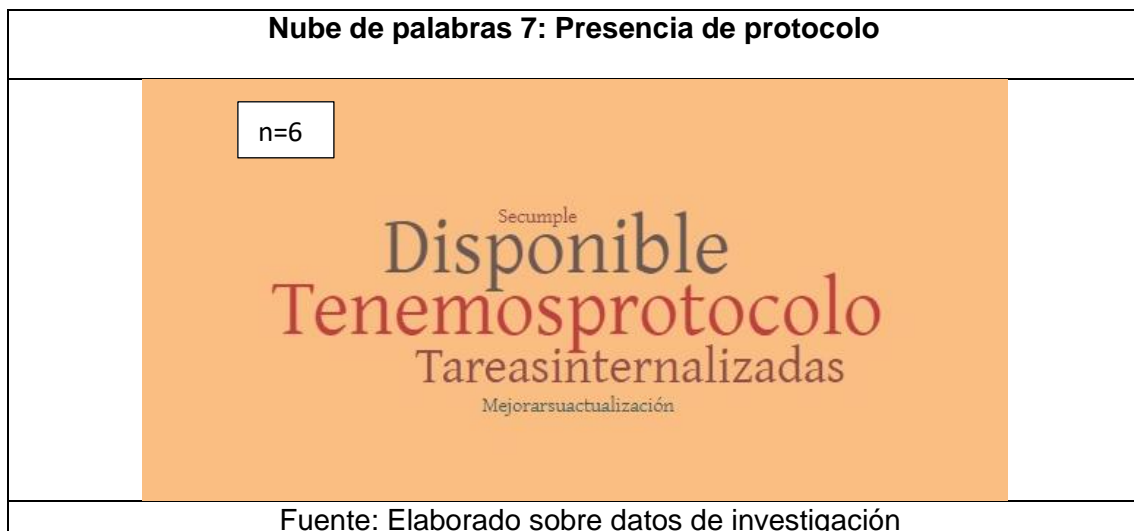 Nube de palabras 7: Presencia de protocolo
n=6
Secumple
Disponible
Tenemosprotocolo
Tareasinternalizadas
Mejorarsuactualización
Fuente: Elaborado sobre datos de investigación